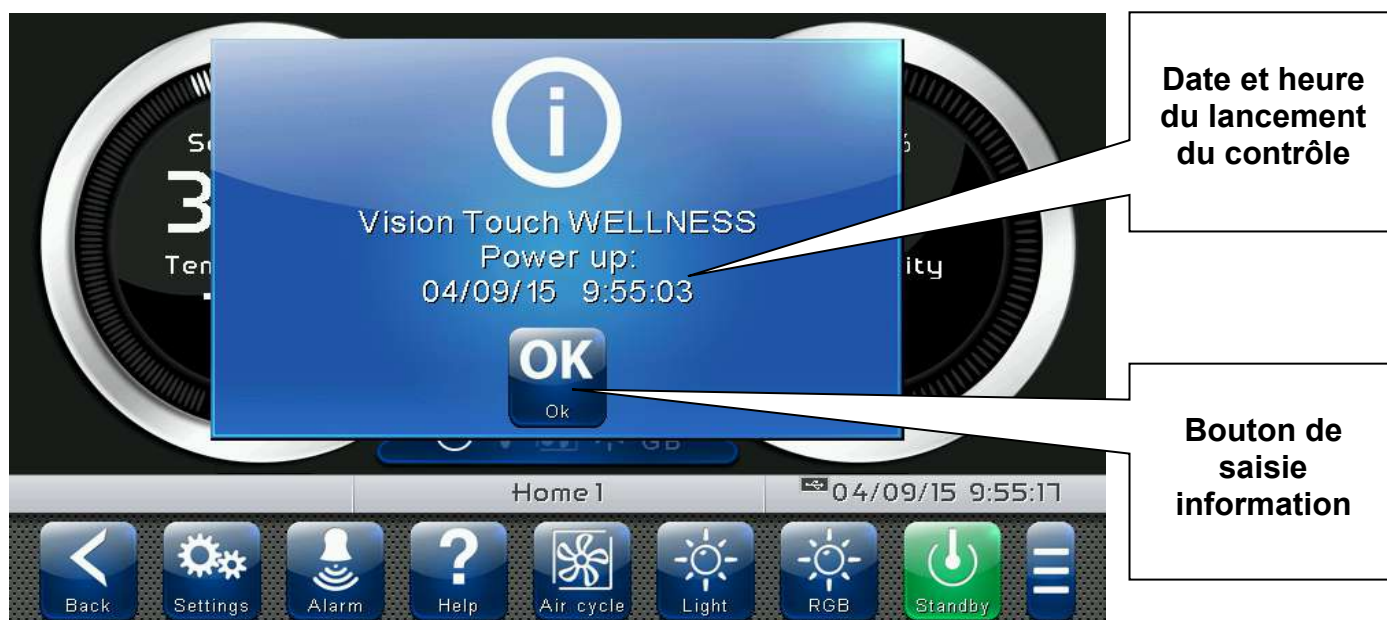 Vision Touch WELLNESS
Power up:
04/09/15 9:55:03
OK
Ok
Date et heure
du lancement
du contrôle
Bouton de
saisie
information
GB
Home 1
04/09/15 9:55:17
Back
Settings
Alarm
?
Help
Air cycle
Light
RGB
Standby